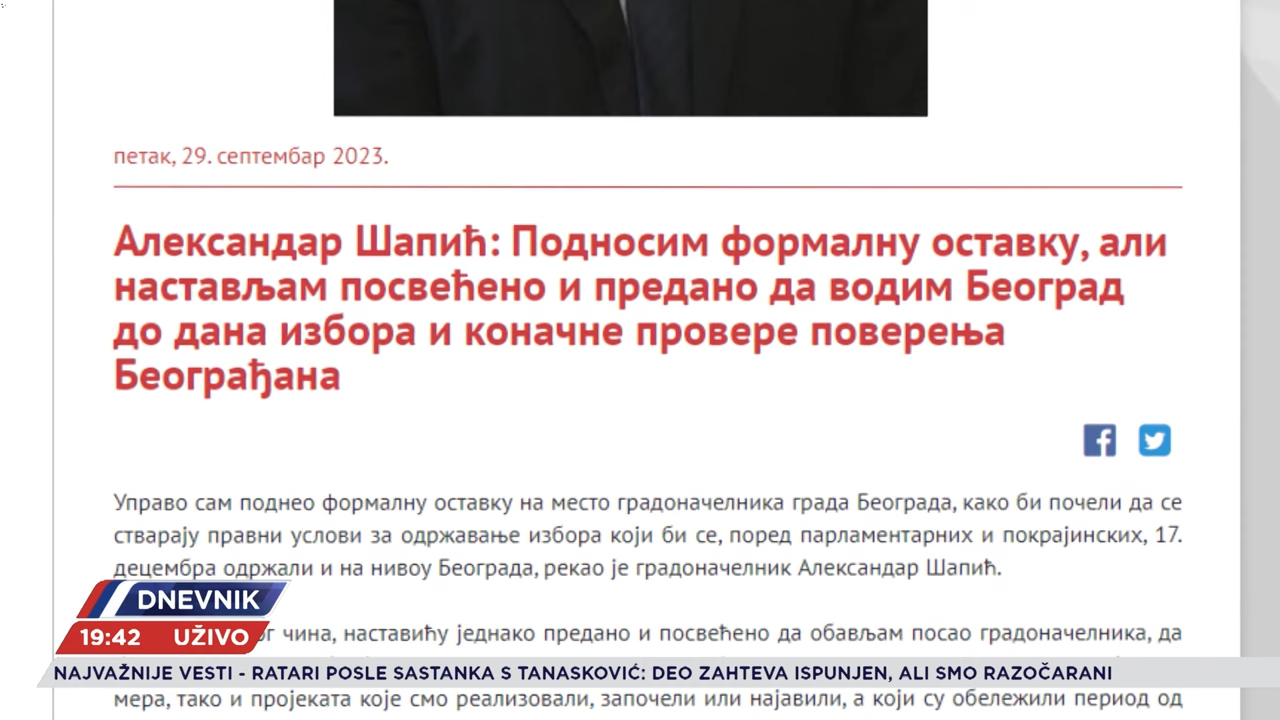 петак, 29. септембар 2023.
Александар Шапић: Подносим формалну оставку, али
настављам посвећено и предано да водим Београд
до дана избора и коначне провере поверења
Београђана
Управо сам поднео формалну оставку на место градоначелника града Београда, како би почели да се
стварају правни услови за одржавање избора који би се, поред парламентарних и покрајинских, 17.
децембра одржали и на нивоу Београда, рекао је градоначелник Александар Шапић.
DNEVNIK
19:42 UŽIVO
чина, наставићу једнако предано и посвећено да обављам посао градоначелника, да
NAJVAŽNIJE VESTI - RATARI POSLE SASTANKA S TANASKOVIĆ: DEO ZAHTEVA ISPUNJEN, ALI SMO RAZOČARANI
мера, тако и пројеката које смо реализовали, започели или најавили, а који су обележили период од